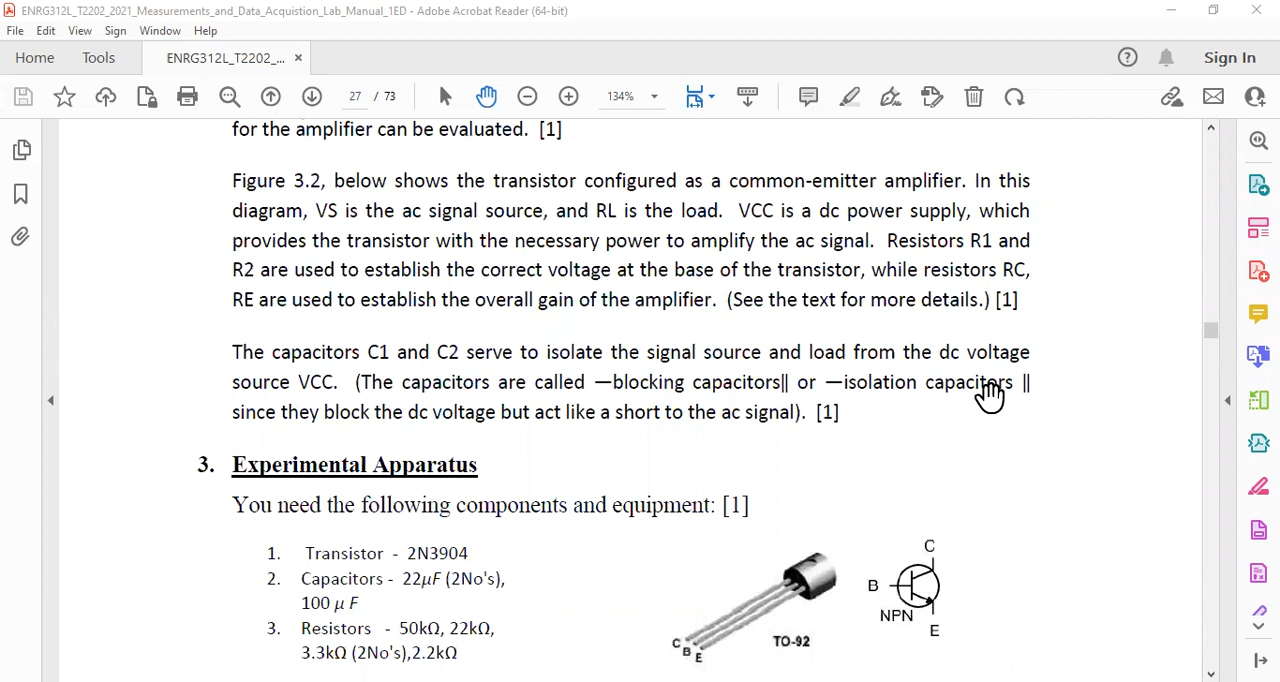 ENRG312L_T2202_2021_Measurements_and_Data_Acquistion_Lab_Manual_1ED - Adobe Acrobat Reader (64-bit)
File Edit View Sign Window Help
Home Tools ENRG312L_T2202_... × Sign In
27 / 73 134%
for the amplifier can be evaluated. [1]
Figure 3.2, below shows the transistor configured as a common-emitter amplifier. In this
diagram, VS is the ac signal source, and RL is the load. VCC is a dc power supply, which
provides the transistor with the necessary power to amplify the ac signal. Resistors R1 and
R2 are used to establish the correct voltage at the base of the transistor, while resistors RC,
RE are used to establish the overall gain of the amplifier. (See the text for more details.) [1]
The capacitors C1 and C2 serve to isolate the signal source and load from the dc voltage
source VCC. (The capacitors are called ―blocking capacitors‖ or ―isolation capacitors ‖
since they block the dc voltage but act like a short to the ac signal). [1]
3. Experimental Apparatus
You need the following components and equipment: [1]
1. Transistor - 2N3904
2. Capacitors - 22μF (2No's),
100 μ F
3. Resistors - 50kΩ, 22kΩ,
3.3kΩ (2No's),2.2kΩ
C
B
E
TO-92
C
B
NPN
E